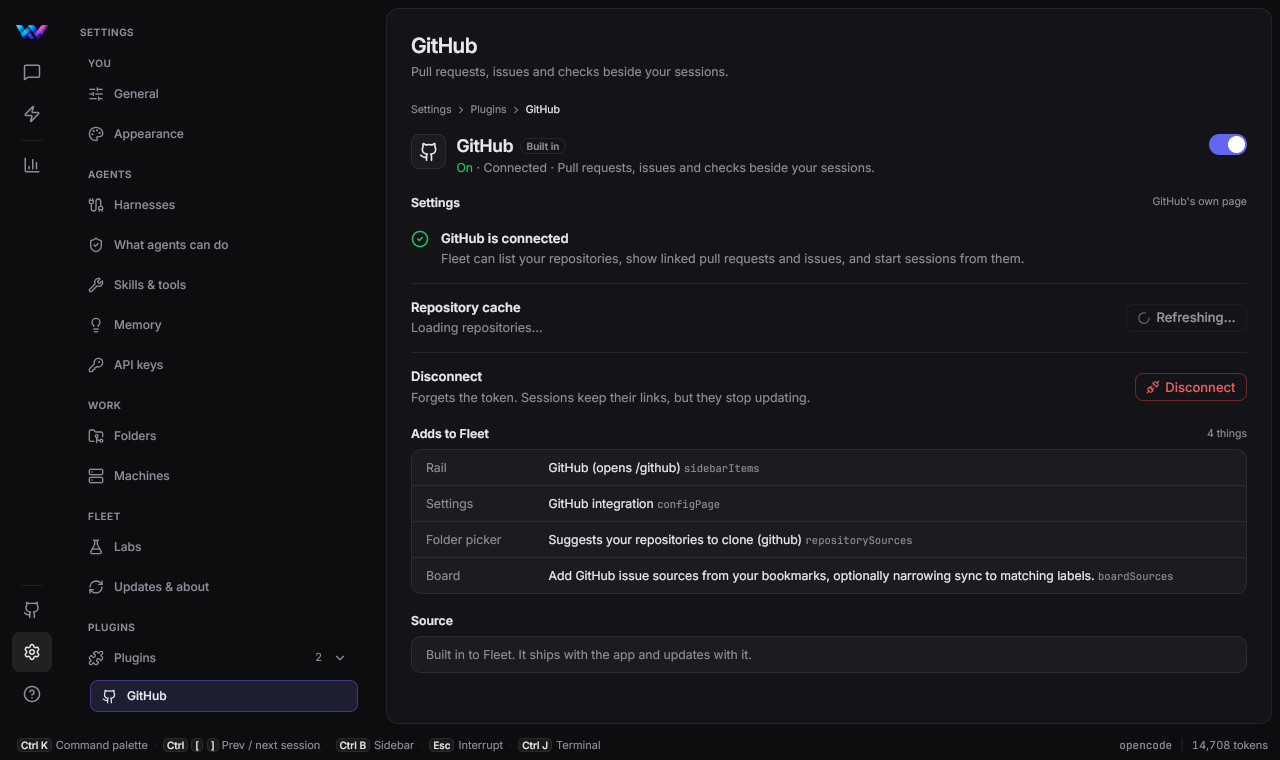 SETTINGS
YOU
General
Appearance
AGENTS
Harnesses
What agents can do
Skills & tools
Memory
API keys
WORK
Folders
Machines
FLEET
Labs
Updates & about
PLUGINS
Plugins 2
GitHub
GitHub
Pull requests, issues and checks beside your sessions.
Settings > Plugins > GitHub
GitHub Built in
On · Connected · Pull requests, issues and checks beside your sessions.
Settings GitHub's own page
GitHub is connected
Fleet can list your repositories, show linked pull requests and issues, and start sessions from them.
Repository cache
Loading repositories...
Refreshing...
Disconnect
Forgets the token. Sessions keep their links, but they stop updating.
Disconnect
Adds to Fleet 4 things
Rail GitHub (opens /github) sidebarItems
Settings GitHub integration configPage
Folder picker Suggests your repositories to clone (github) repositorySources
Board Add GitHub issue sources from your bookmarks, optionally narrowing sync to matching labels. boardSources
Source
Built in to Fleet. It ships with the app and updates with it.
Ctrl K Command palette · Ctrl [ ] Prev / next session · Ctrl B Sidebar · Esc Interrupt · Ctrl J Terminal opencode 14,708 tokens